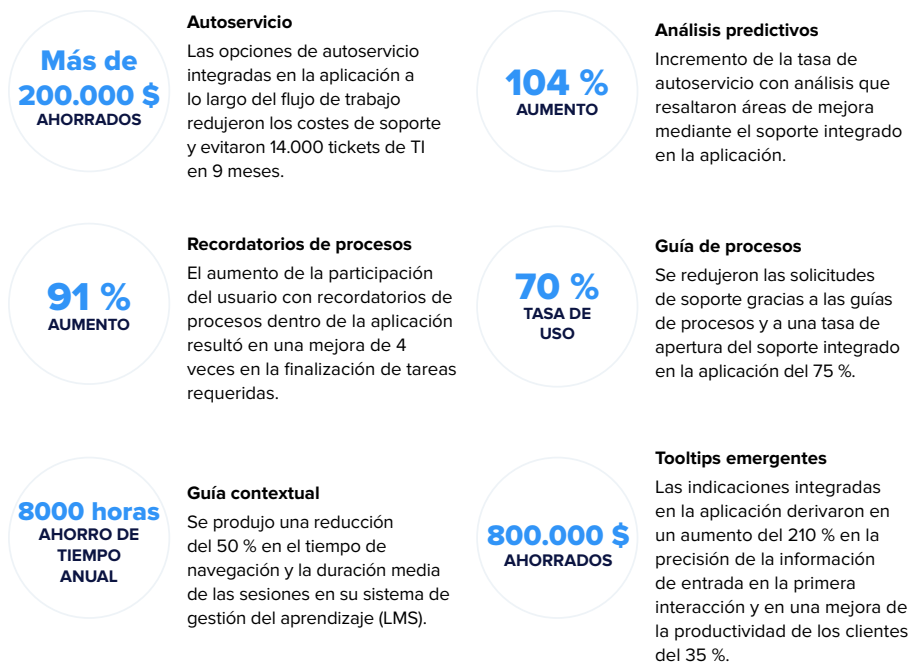 Más de
200.000 $
AHORRADOS
Autoservicio
Las opciones de autoservicio
integradas en la aplicación a
lo largo del flujo de trabajo
redujeron los costes de soporte
y evitaron 14.000 tickets de TI
en 9 meses.
104 %
AUMENTO
Análisis predictivos
Incremento de la tasa de
autoservicio con análisis que
resaltaron áreas de mejora
mediante el soporte integrado
en la aplicación.
91 %
AUMENTO
Recordatorios de procesos
El aumento de la participación
del usuario con recordatorios de
procesos dentro de la aplicación
resultó en una mejora de 4
veces en la finalización de tareas
requeridas.
70 %
TASA DE
USO
Guía de procesos
Se redujeron las solicitudes
de soporte gracias a las guías
de procesos y a una tasa de
apertura del soporte integrado
en la aplicación del 75 %.
8000 horas
AHORRO DE
TIEMPO
ANUAL
Guía contextual
Se produjo una reducción
del 50 % en el tiempo de
navegación y la duración media
de las sesiones en su sistema de
gestión del aprendizaje (LMS).
800.000 $
AHORRADOS
Tooltips emergentes
Las indicaciones integradas
en la aplicación derivaron en
un aumento del 210 % en la
precisión de la información
de entrada en la primera
interacción y en una mejora de
la productividad de los clientes
del 35 %.